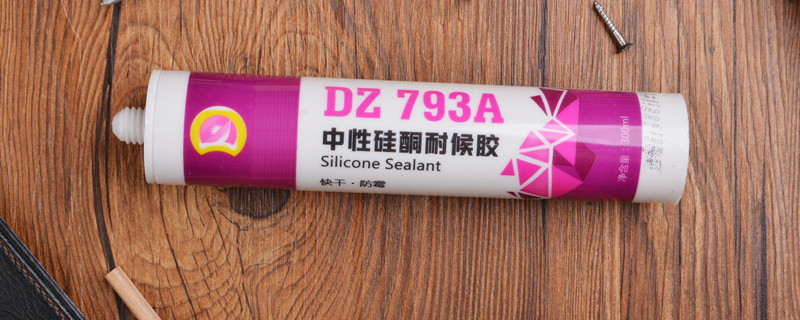 DZ 793A
中性硅酮耐候胶
Silicone Sealant
快干·防霉
净含量：300ml